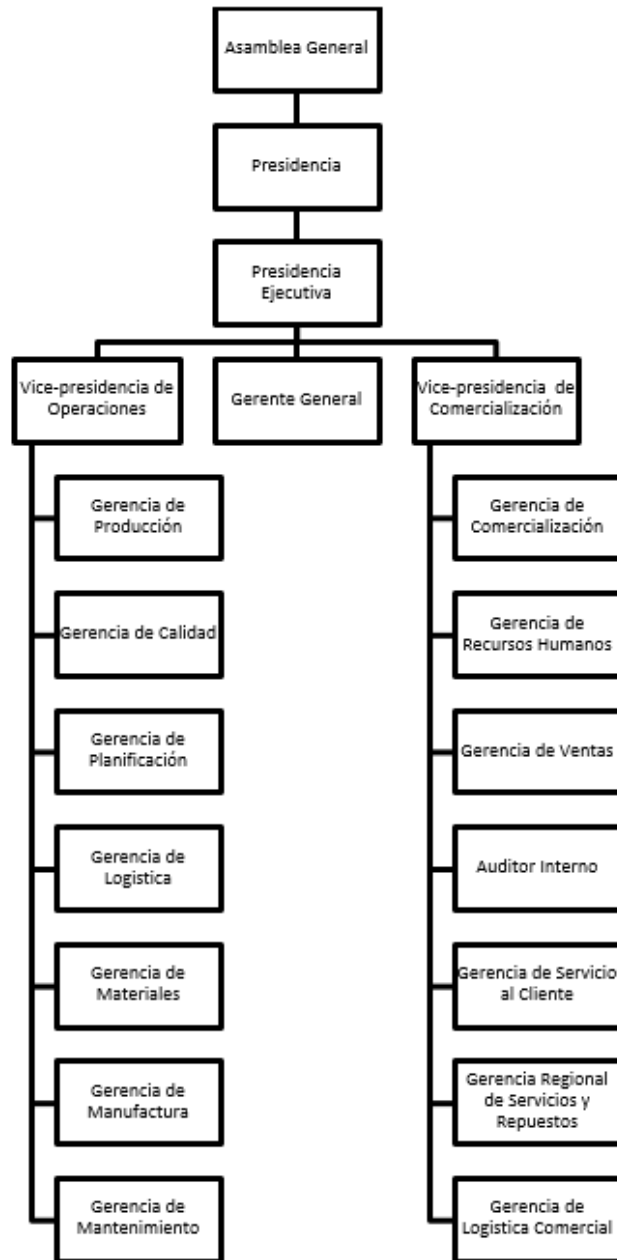 Asamblea General
Presidencia
Presidencia
Ejecutiva
Vice-presidencia de
Operaciones
Gerente General
Vice-presidencia de
Comercialización
Gerencia de
Producción
Gerencia de Calidad
Gerencia de
Planificación
Gerencia de
Logistica
Gerencia de
Materiales
Gerencia de
Manufactura
Gerencia de
Mantenimiento
Gerencia de
Comercialización
Gerencia de
Recursos Humanos
Gerencia de Ventas
Auditor Interno
Gerencia de Servicio
al Cliente
Gerencia Regional
de Servicios y
Repuestos
Gerencia de
Logistica Comercial